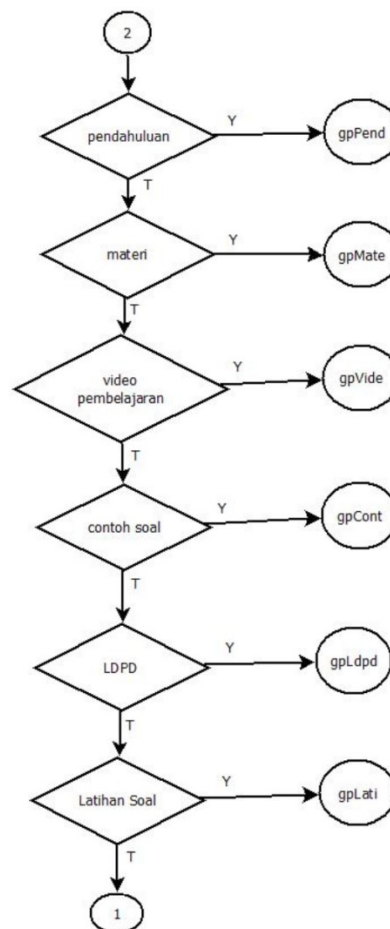 2
pendahuluan
Y
gpPend
T
materi
Y
gpMate
T
video
pembelajaran
Y
gpVide
T
contoh soal
Y
gpCont
T
LDPD
Y
gpLdpd
T
Latihan Soal
Y
gpLati
T
1